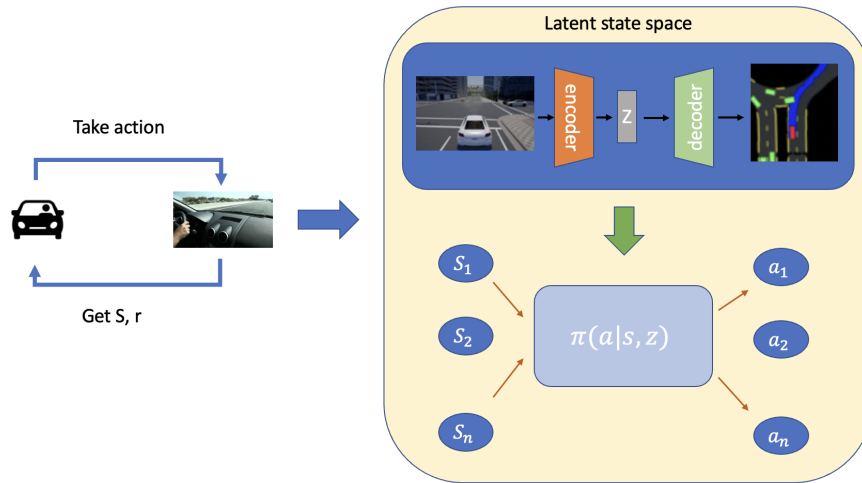 Latent state space
Take action
encoder
Z
decoder
Get S, r
S₁
S₂
Sₙ
π(a|s, z)
a₁
a₂
aₙ